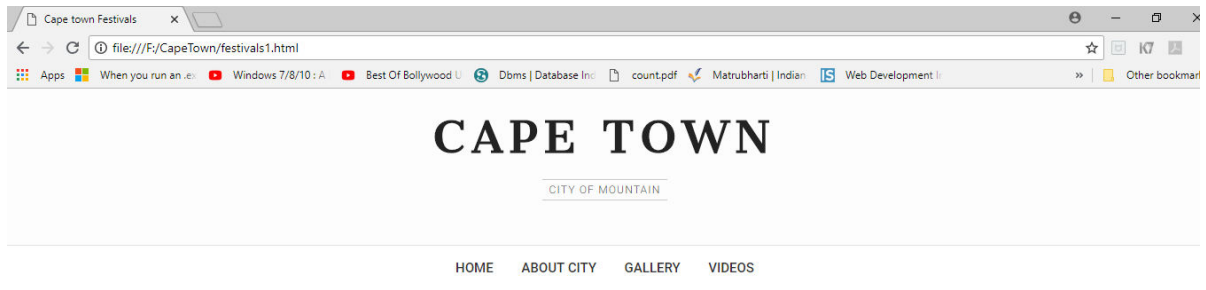 Cape town Festivals
file:///F:/CapeTown/festivals1.html
Apps When you run an .ex Windows 7/8/10 : A Best Of Bollywood U Dbms | Database Inc count.pdf Matrubharti | Indian Web Development Ir » Other bookmar
CAPE TOWN
CITY OF MOUNTAIN
HOME ABOUT CITY GALLERY VIDEOS